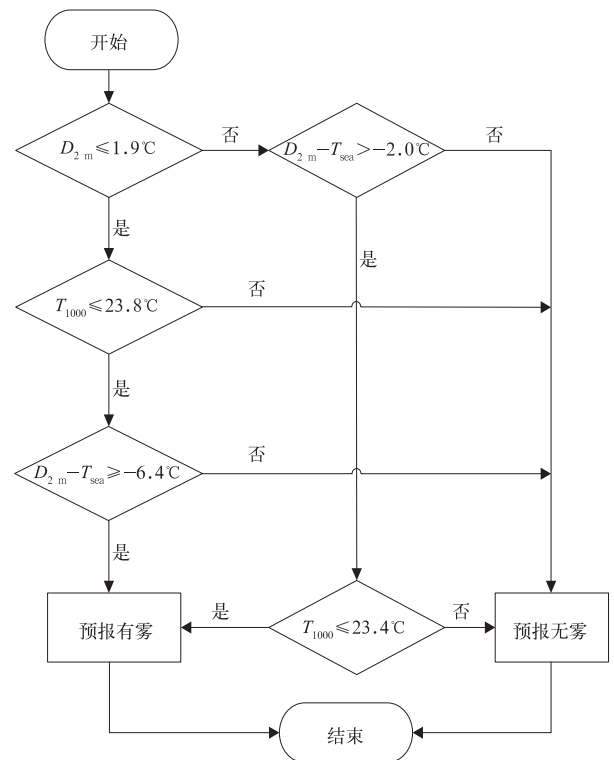 开始
D2 m≤1.9℃
否
D2 m−Tsea>−2.0℃
否
是
是
T1000≤23.8℃
否
是
D2 m−Tsea≥−6.4℃
否
是
预报有雾
是
T1000≤23.4℃
否
预报无雾
结束